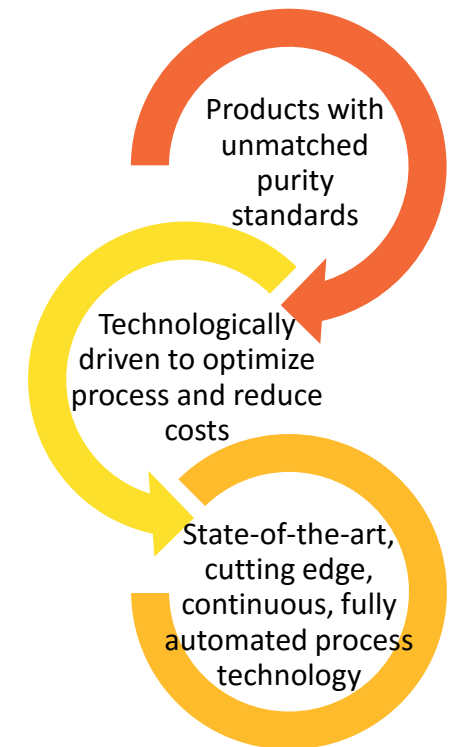 Products with
unmatched
purity
standards
Technologically
driven to optimize
process and reduce
costs
State-of-the-art,
cutting edge,
continuous, fully
automated process
technology